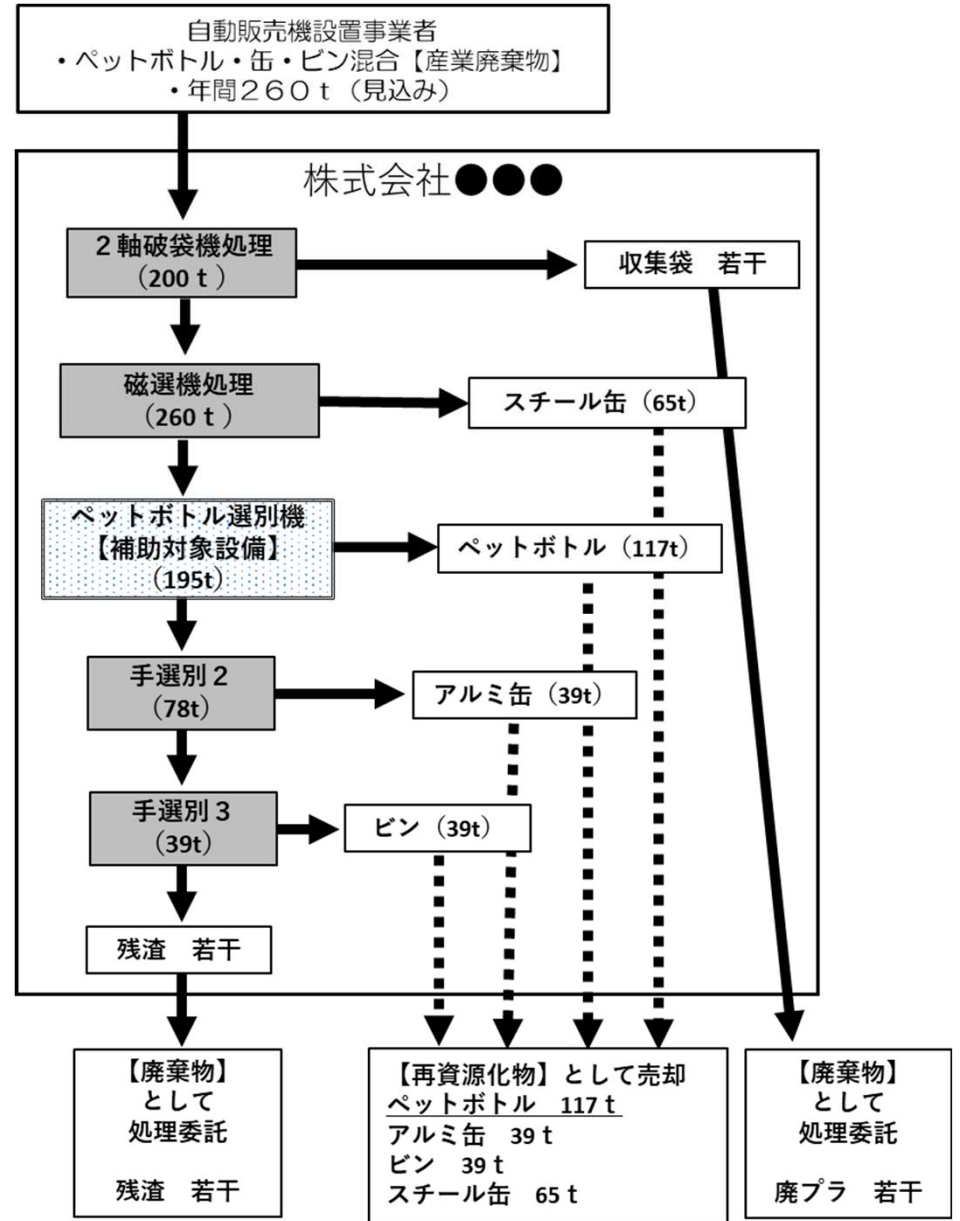 自動販売機設置事業者
・ペットボトル・缶・ビン混合【産業廃棄物】
・年間２６０ｔ（見込み）
株式会社●●●
２軸破袋機処理
（200ｔ）
収集袋　若干
磁選機処理
（260ｔ）
スチール缶（65t）
ペットボトル選別機
【補助対象設備】
（195t）
ペットボトル（117t）
手選別２
（78t）
アルミ缶（39t）
手選別３
（39t）
ビン（39t）
残渣　若干
【廃棄物】
として
処理委託
残渣　若干
【再資源化物】として売却
ペットボトル　117ｔ
アルミ缶　39ｔ
ビン　39ｔ
スチール缶　65ｔ
【廃棄物】
として
処理委託
廃プラ　若干